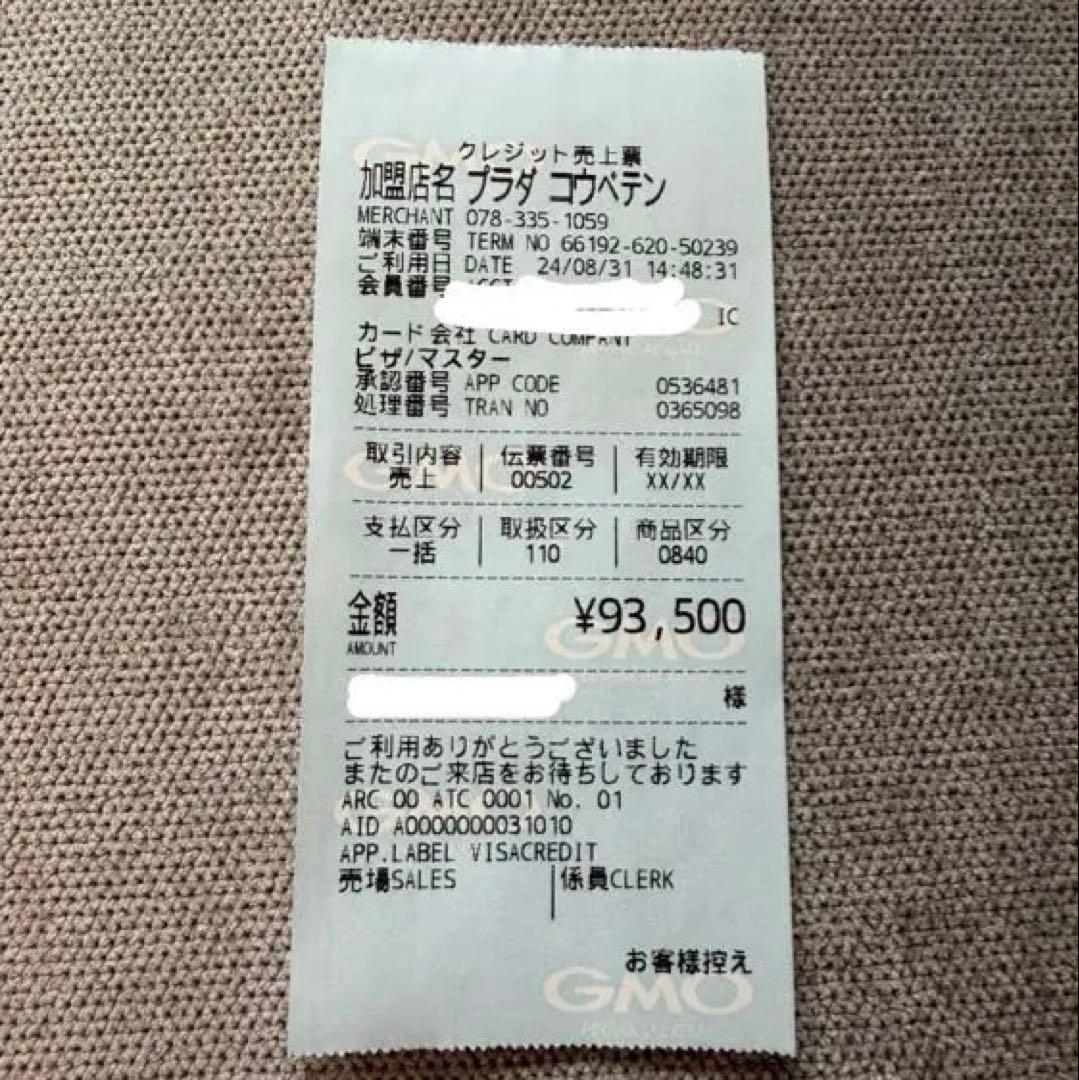 クレジット売上票
加盟店名 プラダ コウベテン
MERCHANT 078-335-1059
端末番号 TERM NO 66192-620-50239
ご利用日 DATE 24/08/31 14:48:31
会員番号
IC
カード会社 CARD COMPANY
ビザ/マスター
承認番号 APP CODE 0536481
処理番号 TRAN NO 0365098
取引内容 伝票番号 有効期限
売上 00502 XX/XX
支払区分 取扱区分 商品区分
一括 110 0840
金額 ¥93,500
AMOUNT
様
ご利用ありがとうございました
またのご来店をお待ちしております
ARC 00 ATC 0001 No. 01
AID A0000000031010
APP.LABEL VISACREDIT
売場SALES 係員CLERK
お客様控え
GMO